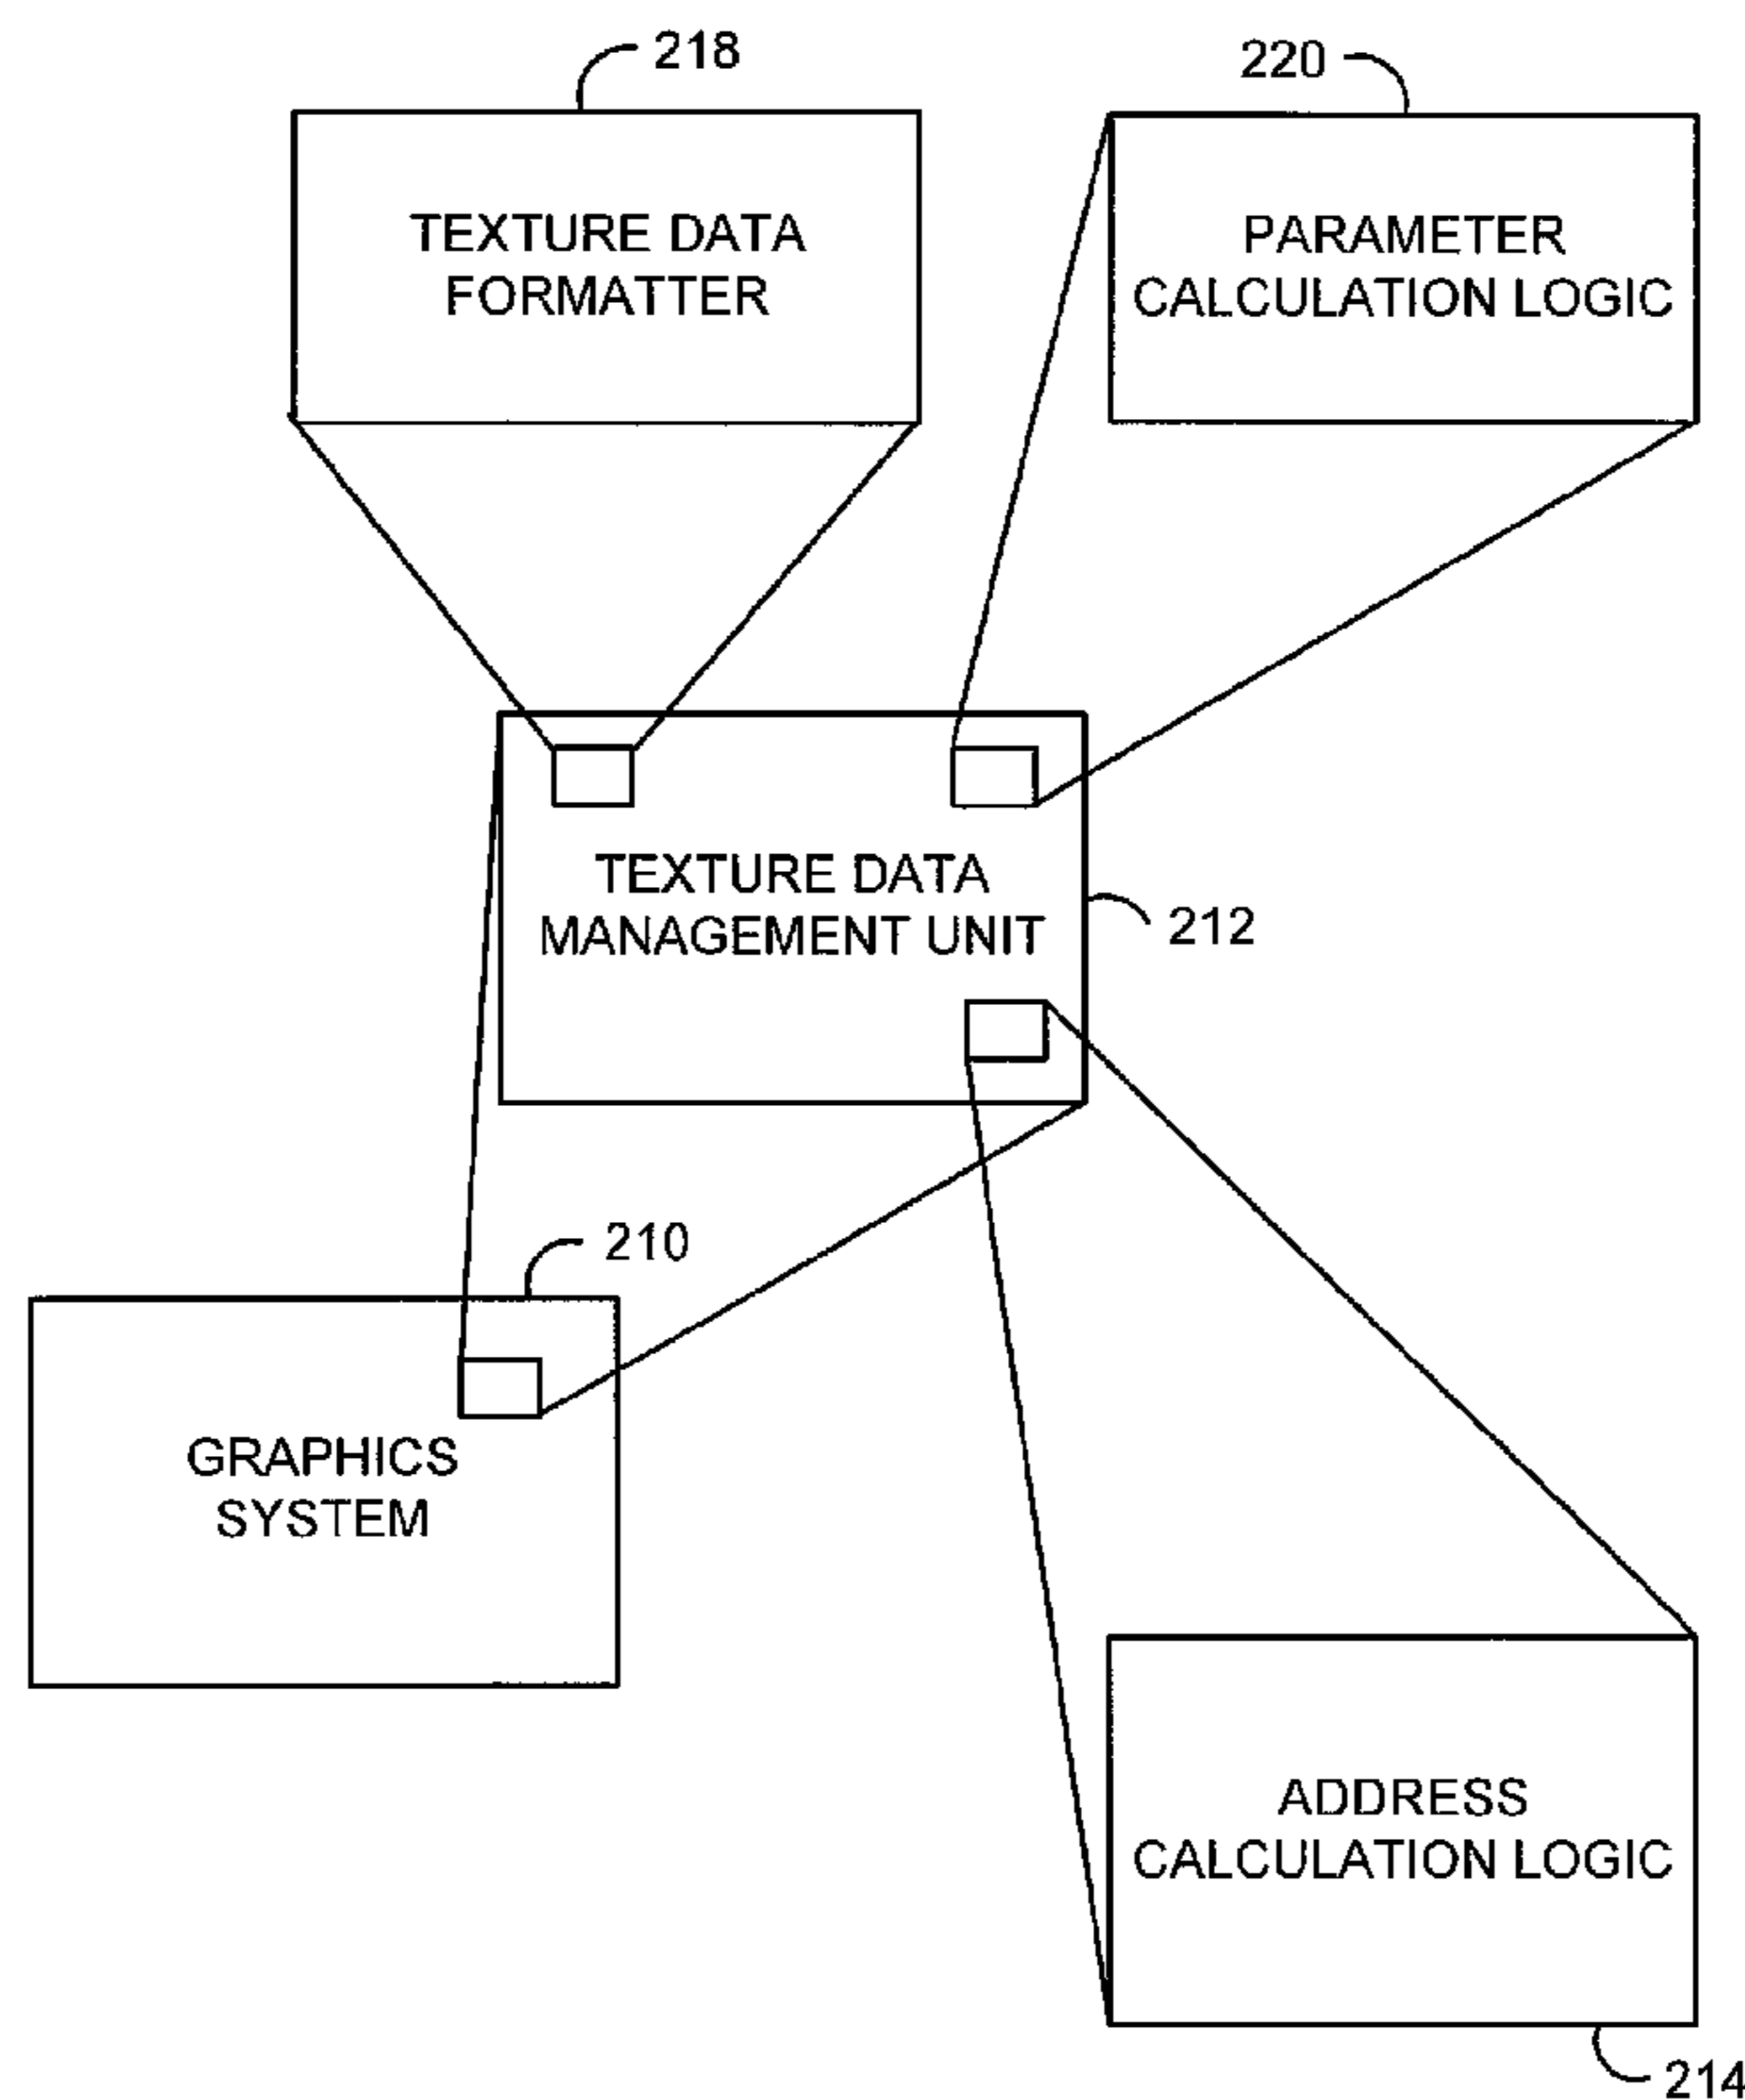 218
220
TEXTURE DATA
FORMATTER
PARAMETER
CALCULATION LOGIC
TEXTURE DATA
MANAGEMENT UNIT
212
210
GRAPHICS
SYSTEM
ADDRESS
CALCULATION LOGIC
214